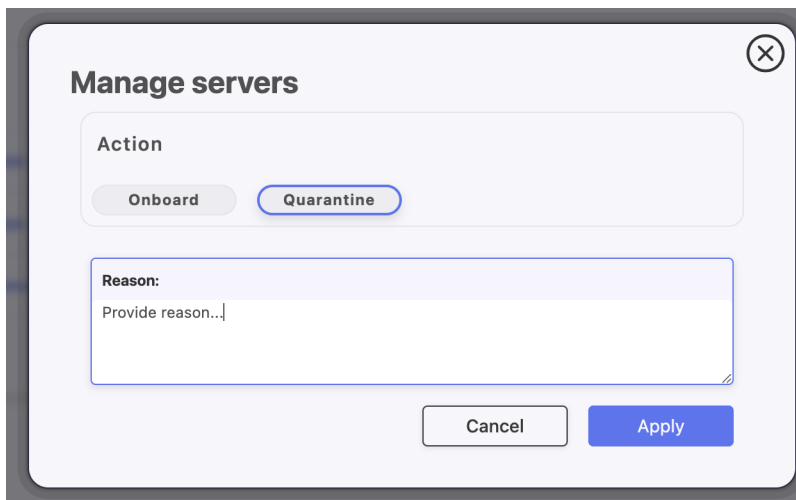 Manage servers
Action
Onboard Quarantine
Reason:
Provide reason...
Cancel Apply